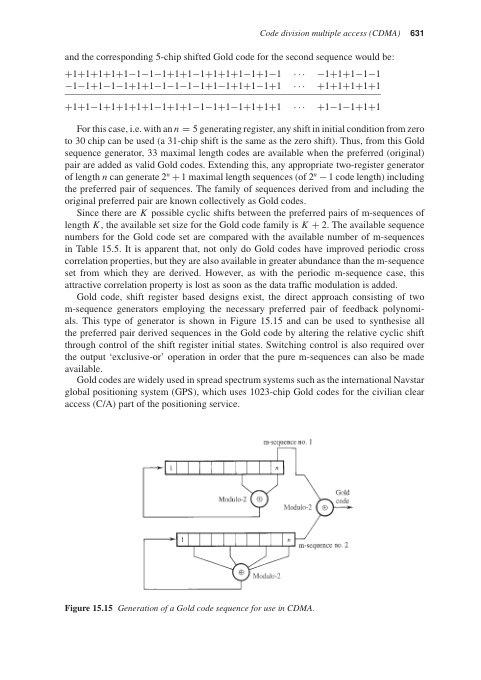 Code division multiple access (CDMA) 631
and the corresponding 5-chip shifted Gold code for the second sequence would be:
+1+1+1+1+1−1−1−1+1+1−1+1+1+1−1+1−1 ··· −1+1+1−1−1
−1−1+1−1−1+1+1−1−1−1−1+1−1+1+1−1+1 ··· +1+1+1+1+1
+1+1−1+1+1+1+1−1+1+1−1−1+1−1+1+1+1 ··· +1−1−1+1+1
For this case, i.e. with an n = 5 generating register, any shift in initial condition from zero
to 30 chip can be used (a 31-chip shift is the same as the zero shift). Thus, from this Gold
sequence generator, 33 maximal length codes are available when the preferred (original)
pair are added as valid Gold codes. Extending this, any appropriate two-register generator
of length n can generate 2ⁿ + 1 maximal length sequences (of 2ⁿ − 1 code length) including
the preferred pair of sequences. The family of sequences derived from and including the
original preferred pair are known collectively as Gold codes.
Since there are K possible cyclic shifts between the preferred pairs of m-sequences of
length K, the available set size for the Gold code family is K + 2. The available sequence
numbers for the Gold code set are compared with the available number of m-sequences
in Table 15.5. It is apparent that, not only do Gold codes have improved periodic cross
correlation properties, but they are also available in greater abundance than the m-sequence
set from which they are derived. However, as with the periodic m-sequence case, this
attractive correlation property is lost as soon as the data traffic modulation is added.
Gold code, shift register based designs exist, the direct approach consisting of two
m-sequence generators employing the necessary preferred pair of feedback polynomi-
als. This type of generator is shown in Figure 15.15 and can be used to synthesise all
the preferred pair derived sequences in the Gold code by altering the relative cyclic shift
through control of the shift register initial states. Switching control is also required over
the output ‘exclusive-or’ operation in order that the pure m-sequences can also be made
available.
Gold codes are widely used in spread spectrum systems such as the international Navstar
global positioning system (GPS), which uses 1023-chip Gold codes for the civilian clear
access (C/A) part of the positioning service.
m-sequence no. 1
1 n
Modulo-2 ⊕
Gold
code
Modulo-2 ⊕
1 n
m-sequence no. 2
⊕ Modulo-2
Figure 15.15 Generation of a Gold code sequence for use in CDMA.